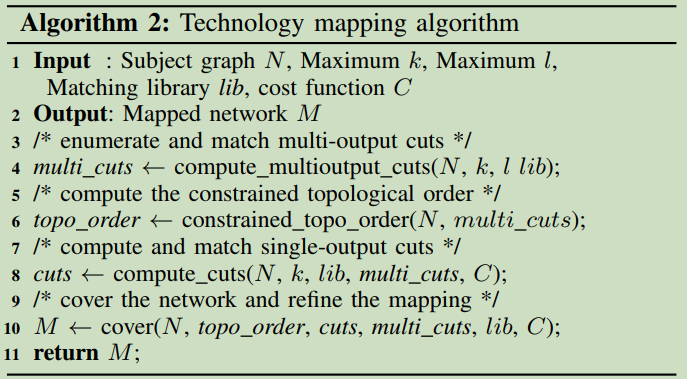 Algorithm 2: Technology mapping algorithm
1 Input : Subject graph N, Maximum k, Maximum l,
Matching library lib, cost function C
2 Output: Mapped network M
3 /* enumerate and match multi-output cuts */
4 multi_cuts ← compute_multioutput_cuts(N, k, l lib);
5 /* compute the constrained topological order */
6 topo_order ← constrained_topo_order(N, multi_cuts);
7 /* compute and match single-output cuts */
8 cuts ← compute_cuts(N, k, lib, multi_cuts, C);
9 /* cover the network and refine the mapping */
10 M ← cover(N, topo_order, cuts, multi_cuts, lib, C);
11 return M;